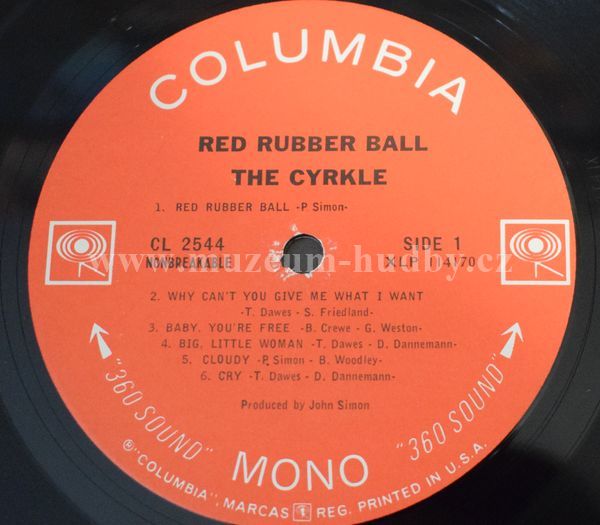 COLUMBIA
RED RUBBER BALL
THE CYRKLE
1. RED RUBBER BALL -P. Simon-
CL 2544
SIDE 1
NONBREAKABLE
XLP 114170
www.muzeum-hudby.cz
2. WHY CAN'T YOU GIVE ME WHAT I WANT
-T. Dawes - S. Friedland-
3. BABY, YOU'RE FREE -B. Crewe - G. Weston-
4. BIG, LITTLE WOMAN -T. Dawes - D. Dannemann-
5. CLOUDY -P. Simon - B. Woodley-
6. CRY -T. Dawes - D. Dannemann-
Produced by John Simon
"360 SOUND"
MONO
"360 SOUND"
® "COLUMBIA", MARCAS 1 REG. PRINTED IN U.S.A.